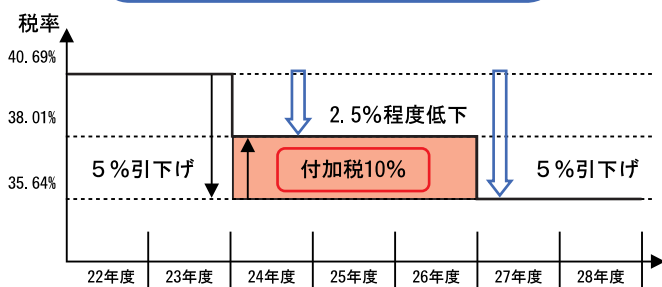 税率
40.69%
38.01%
2.5%程度低下
5%引下げ
付加税10%
5%引下げ
35.64%
22年度 23年度 24年度 25年度 26年度 27年度 28年度